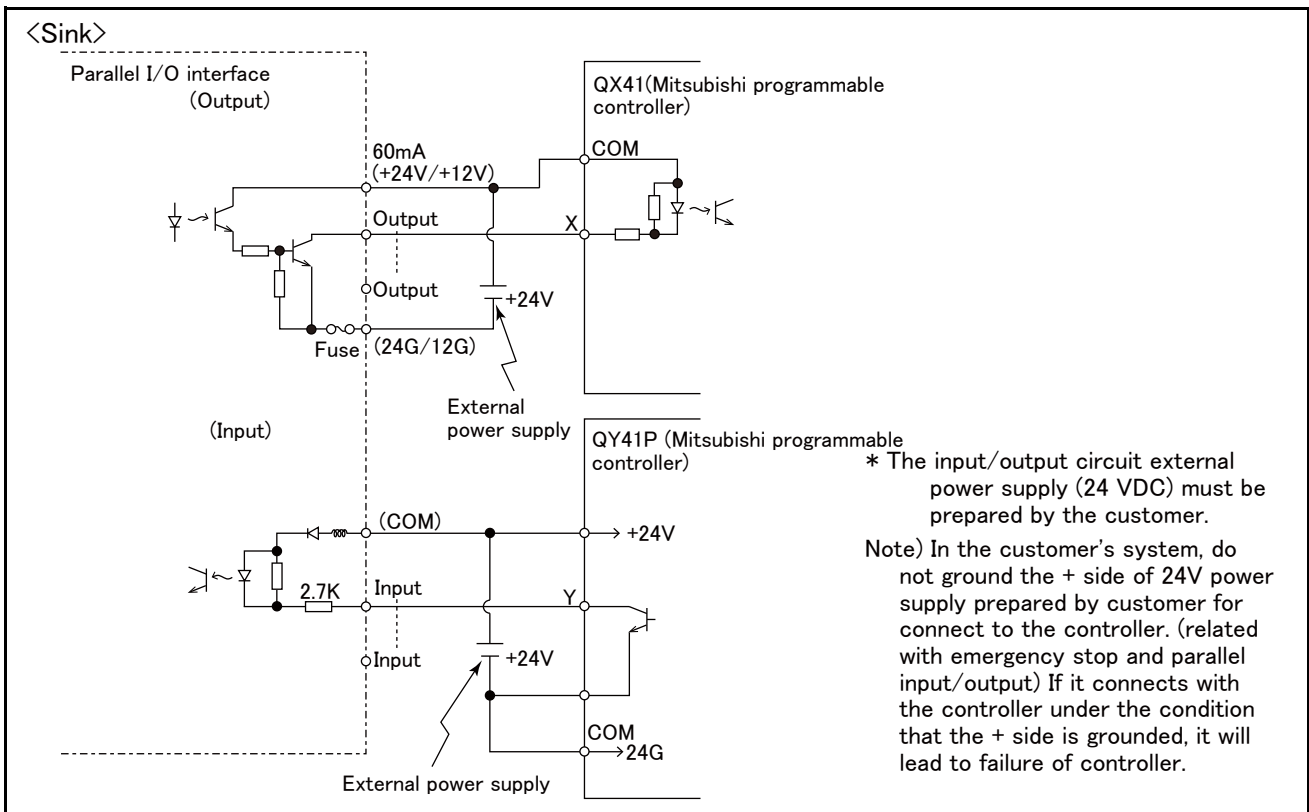 <Sink>
Parallel I/O interface
(Output)
QX41(Mitsubishi programmable
controller)
60mA
(+24V/+12V)
COM
Output
X
Output
+24V
Fuse
(24G/12G)
External
power supply
(Input)
QY41P (Mitsubishi programmable
controller)
(COM)
+24V
2.7K
Input
Y
Input
+24V
COM
24G
External power supply
* The input/output circuit external
power supply (24 VDC) must be
prepared by the customer.
Note) In the customer's system, do
not ground the + side of 24V power
supply prepared by customer for
connect to the controller. (related
with emergency stop and parallel
input/output) If it connects with
the controller under the condition
that the + side is grounded, it will
lead to failure of controller.